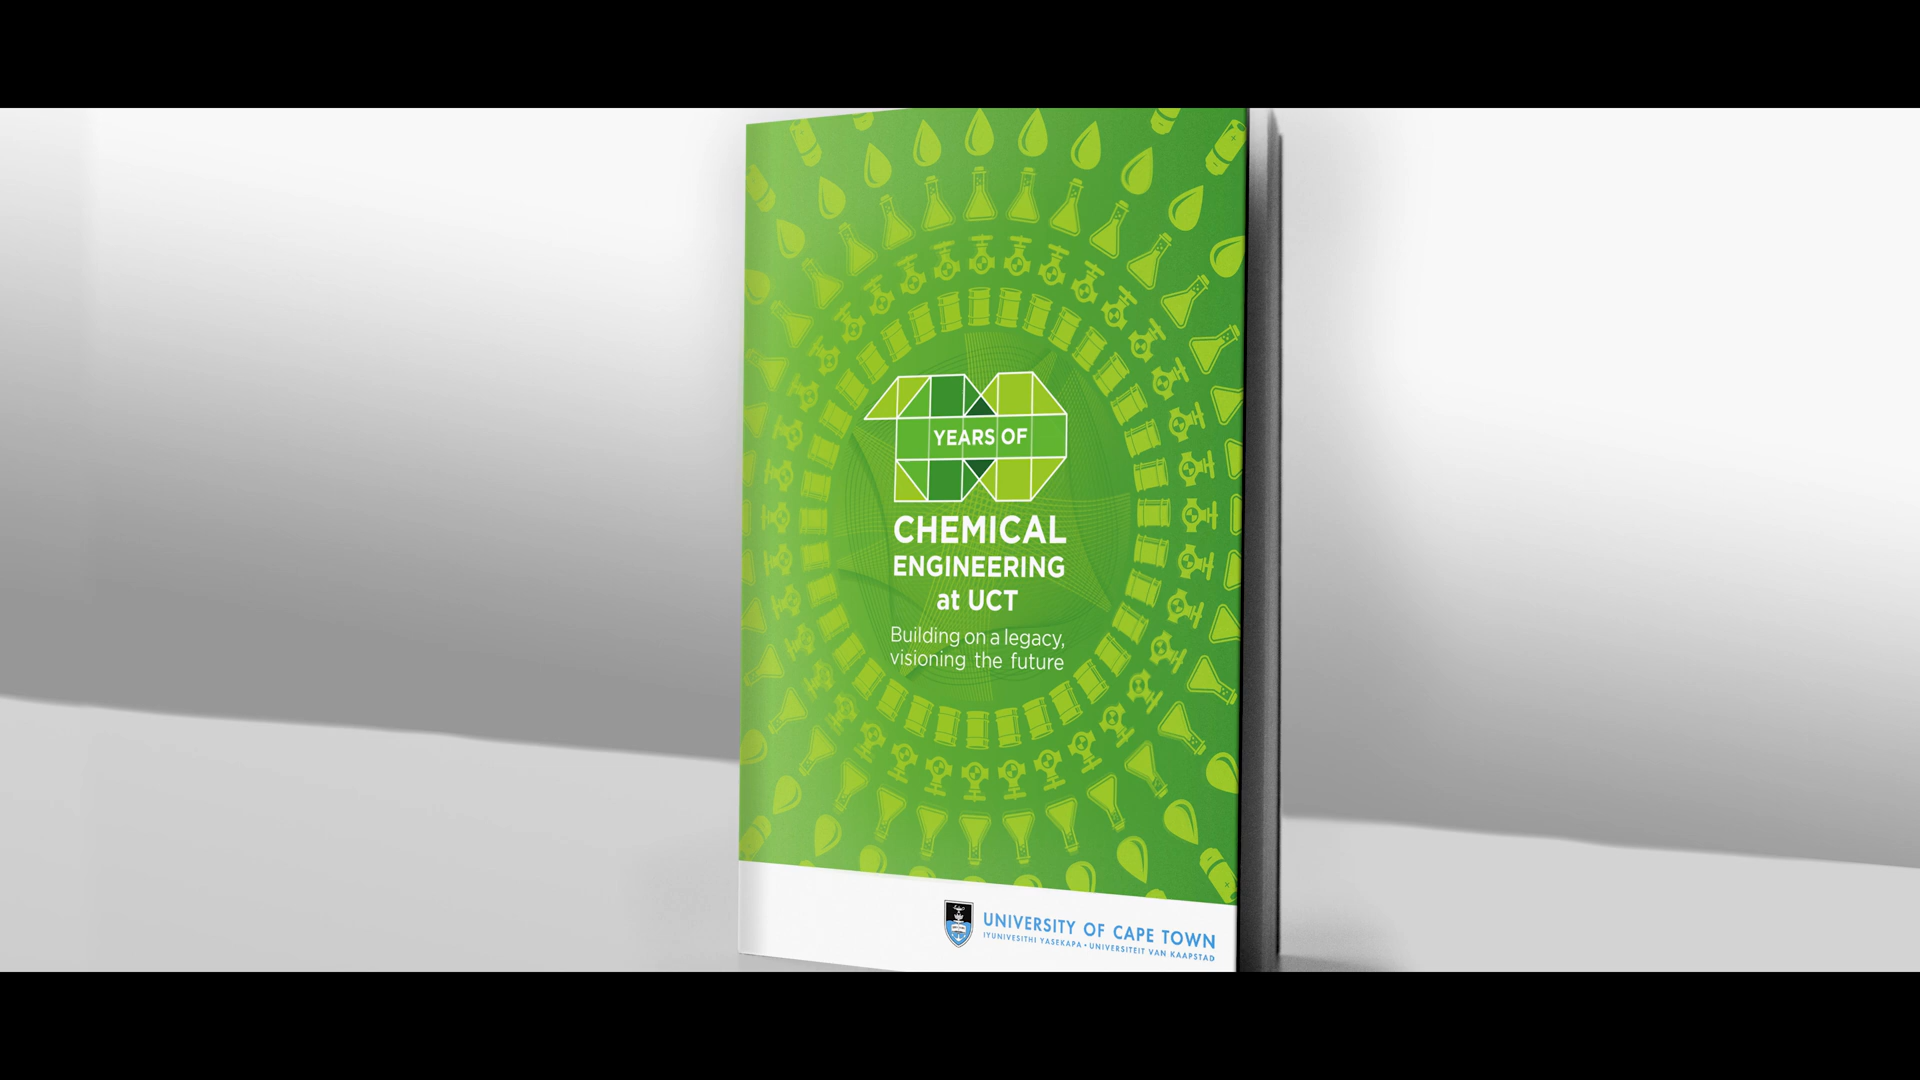 100
YEARS OF
CHEMICAL
ENGINEERING
at UCT
Building on a legacy,
visioning the future
UNIVERSITY OF CAPE TOWN
IYUNIVESITHI YASEKAPA • UNIVERSITEIT VAN KAAPSTAD